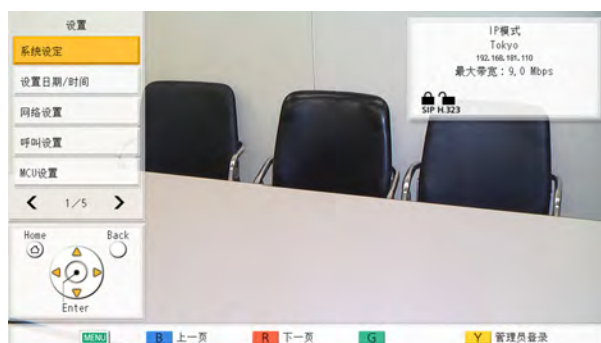 设置
系统设定
设置日期/时间
网络设置
呼叫设置
MCU设置
1/5
Home
Back
Enter
IP模式
Tokyo
192.168.181.110
最大带宽：9.0 Mbps
SIP H.323
MENU
B 上一页
R 下一页
G
Y 管理员登录